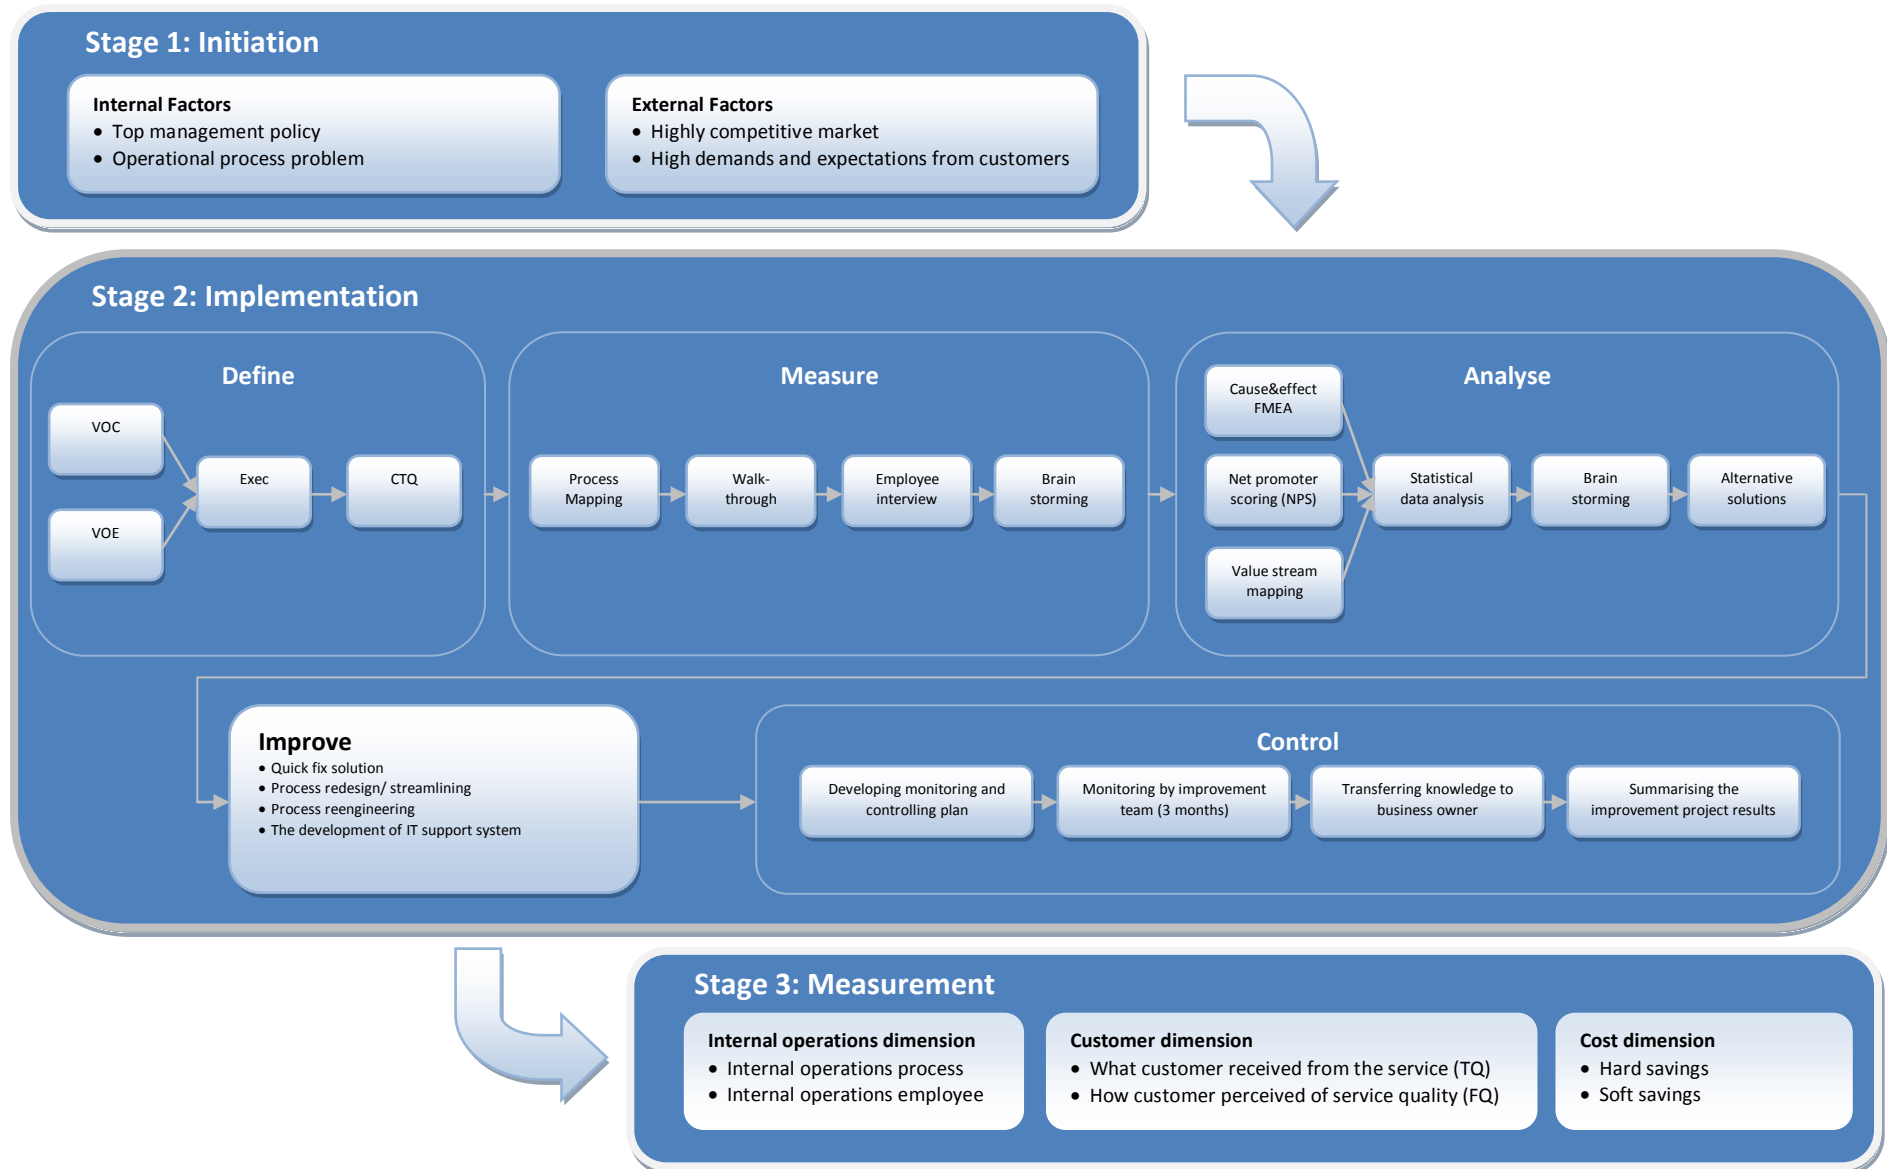 Stage 1: Initiation
Internal Factors
• Top management policy
• Operational process problem
External Factors
• Highly competitive market
• High demands and expectations from customers
Stage 2: Implementation
Define
VOC
VOE
Exec
CTQ
Measure
Process
Mapping
Walk-
through
Employee
interview
Brain
storming
Analyse
Cause&effect
FMEA
Net promoter
scoring (NPS)
Value stream
mapping
Statistical
data analysis
Brain
storming
Alternative
solutions
Improve
• Quick fix solution
• Process redesign/ streamlining
• Process reengineering
• The development of IT support system
Control
Developing monitoring and
controlling plan
Monitoring by improvement
team (3 months)
Transferring knowledge to
business owner
Summarising the
improvement project results
Stage 3: Measurement
Internal operations dimension
• Internal operations process
• Internal operations employee
Customer dimension
• What customer received from the service (TQ)
• How customer perceived of service quality (FQ)
Cost dimension
• Hard savings
• Soft savings